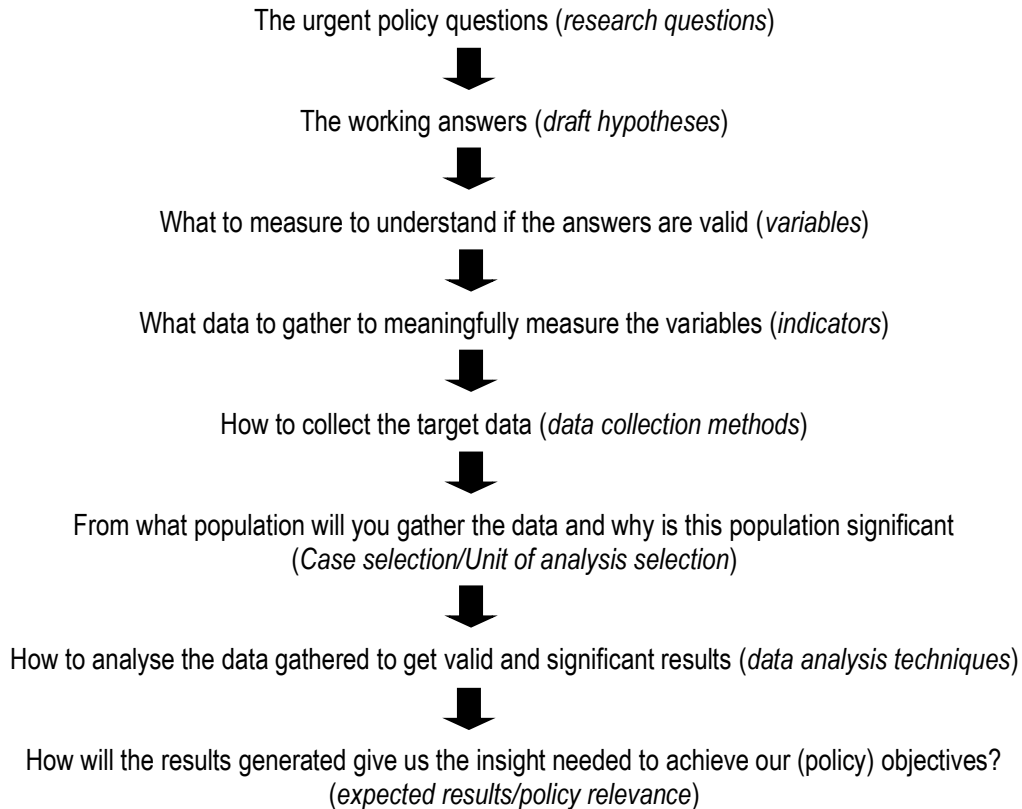 The urgent policy questions (research questions)
The working answers (draft hypotheses)
What to measure to understand if the answers are valid (variables)
What data to gather to meaningfully measure the variables (indicators)
How to collect the target data (data collection methods)
From what population will you gather the data and why is this population significant
(Case selection/Unit of analysis selection)
How to analyse the data gathered to get valid and significant results (data analysis techniques)
How will the results generated give us the insight needed to achieve our (policy) objectives?
(expected results/policy relevance)